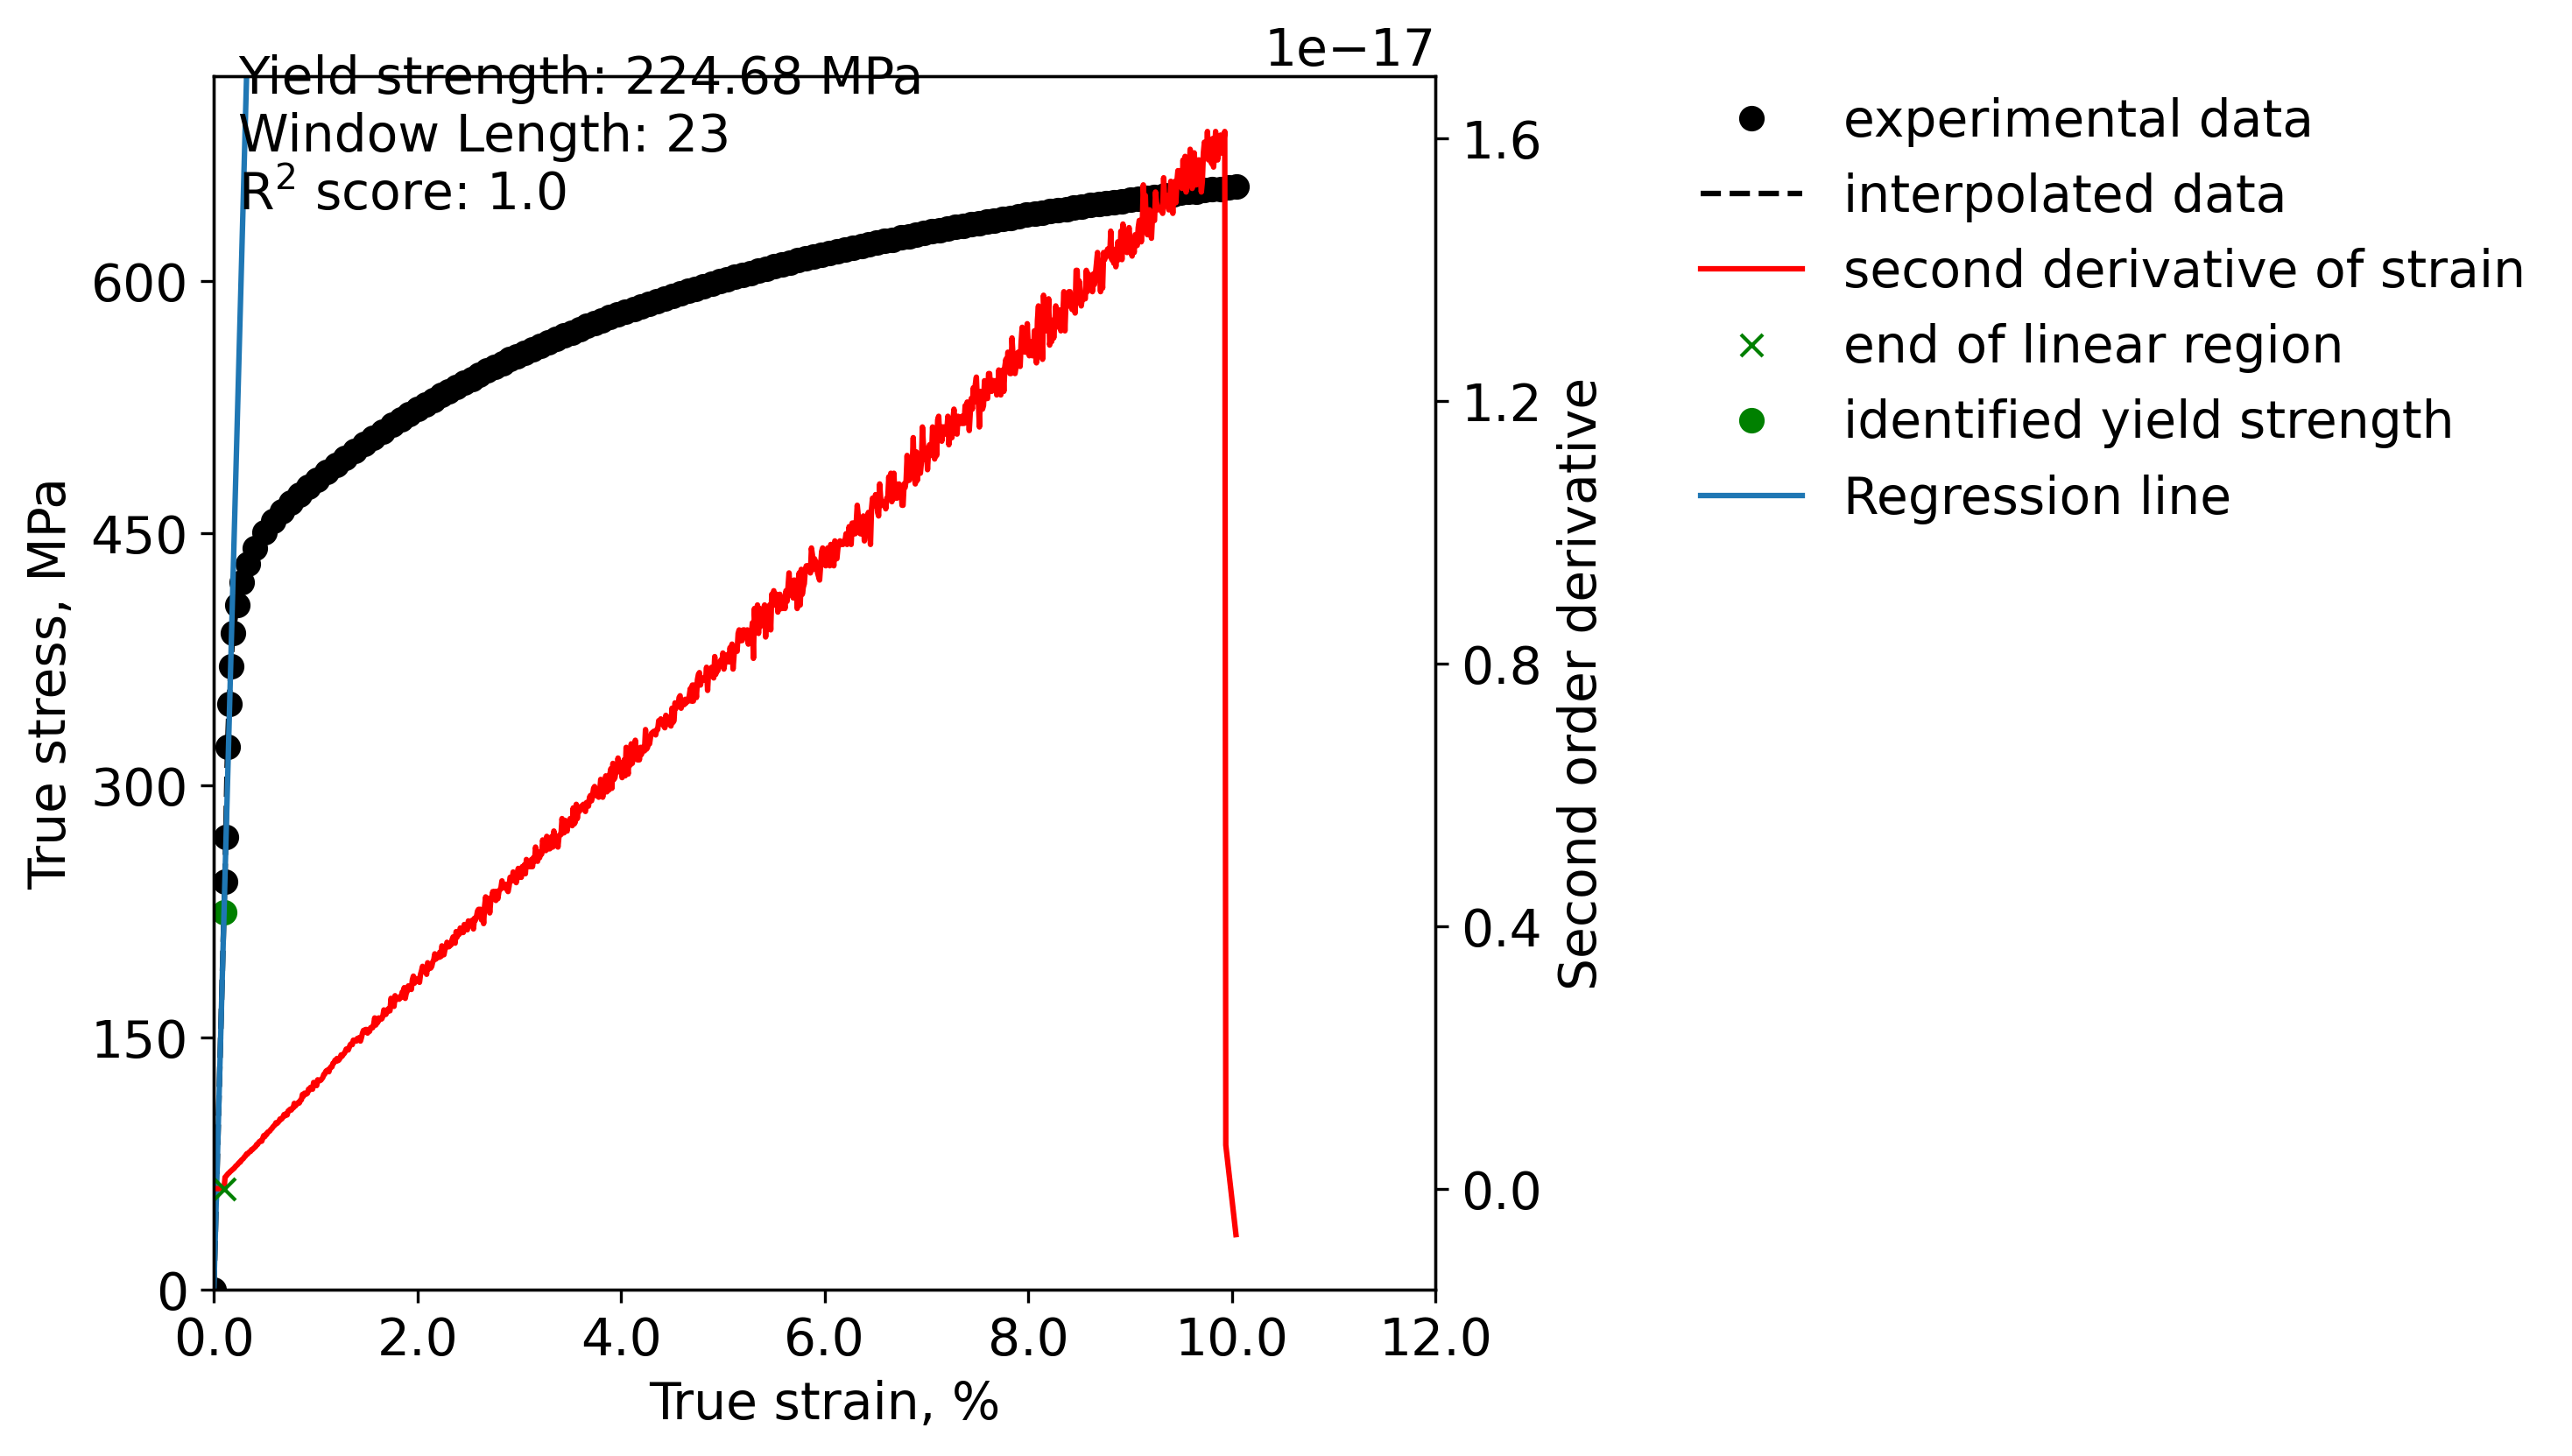 1e−17
Yield strength: 224.68 MPa
Window Length: 23
R² score: 1.0
True stress, MPa
600
450
300
150
0
0.0 2.0 4.0 6.0 8.0 10.0 12.0
True strain, %
1.6
1.2
0.8
0.4
0.0
Second order derivative
experimental data
interpolated data
second derivative of strain
end of linear region
identified yield strength
Regression line